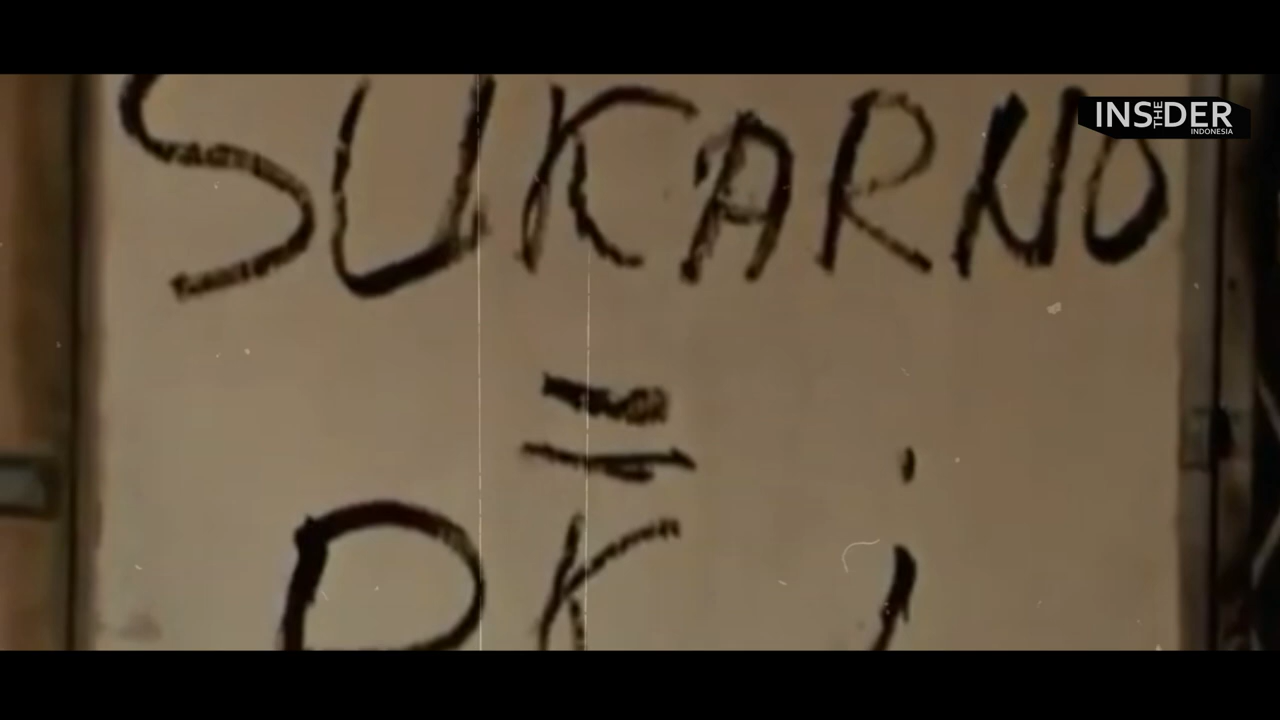 THE INSIDER
INDONESIA
SUKARNO
=
PKi